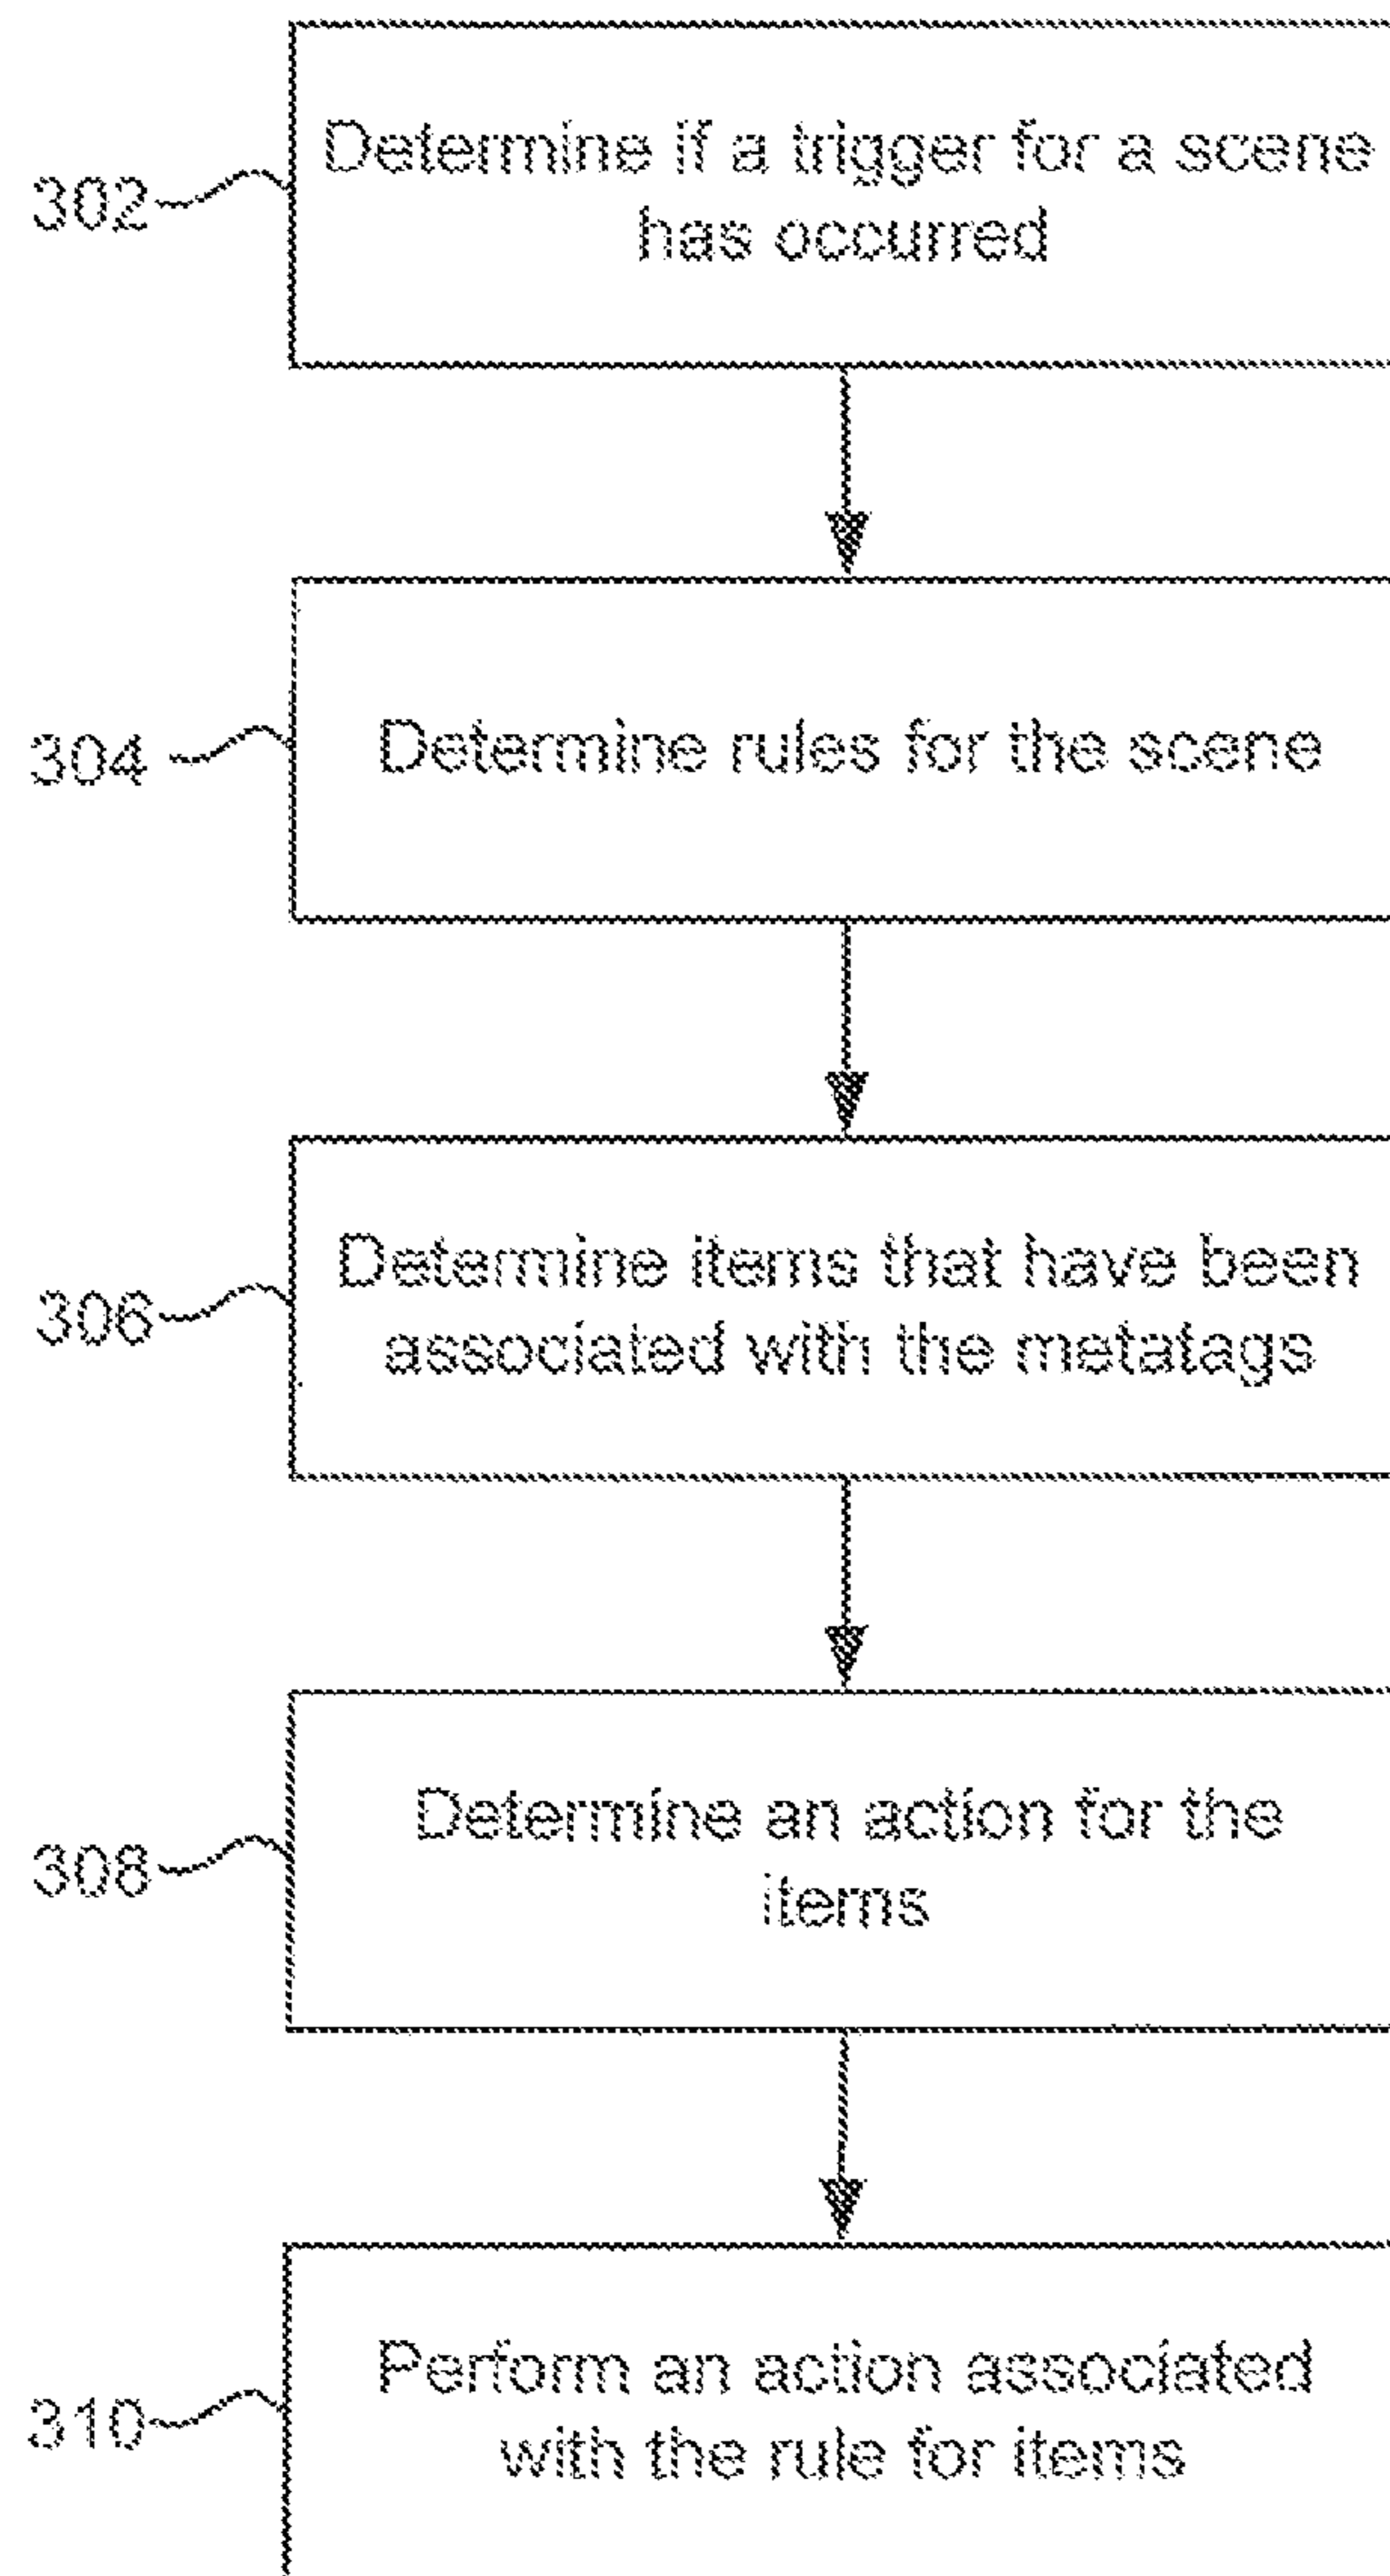 Determine if a trigger for a scene
has occurred
302
Determine rules for the scene
304
Determine items that have been
associated with the metatags
306
Determine an action for the
items
308
Perform an action associated
with the rule for items
310